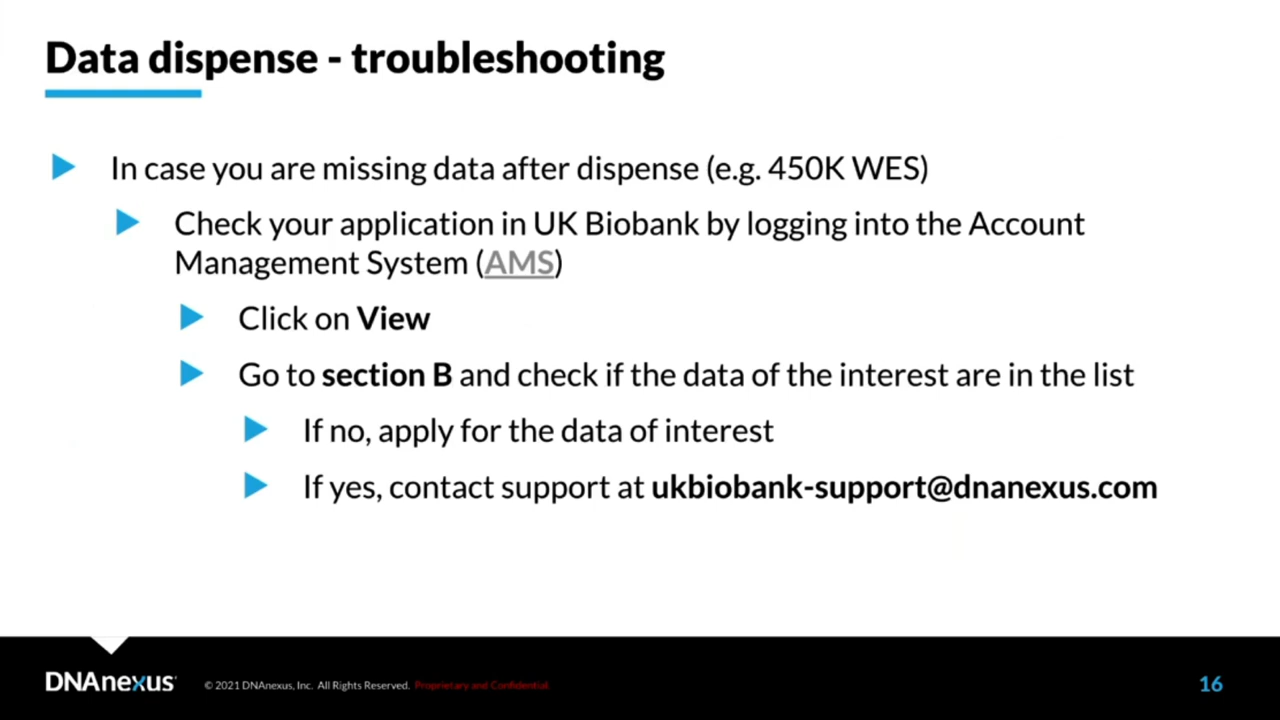 Data dispense - troubleshooting
In case you are missing data after dispense (e.g. 450K WES)
Check your application in UK Biobank by logging into the Account
Management System (AMS)
Click on View
Go to section B and check if the data of the interest are in the list
If no, apply for the data of interest
If yes, contact support at ukbiobank-support@dnanexus.com
DNAnexus © 2021 DNAnexus, Inc. All Rights Reserved. Proprietary and Confidential. 16